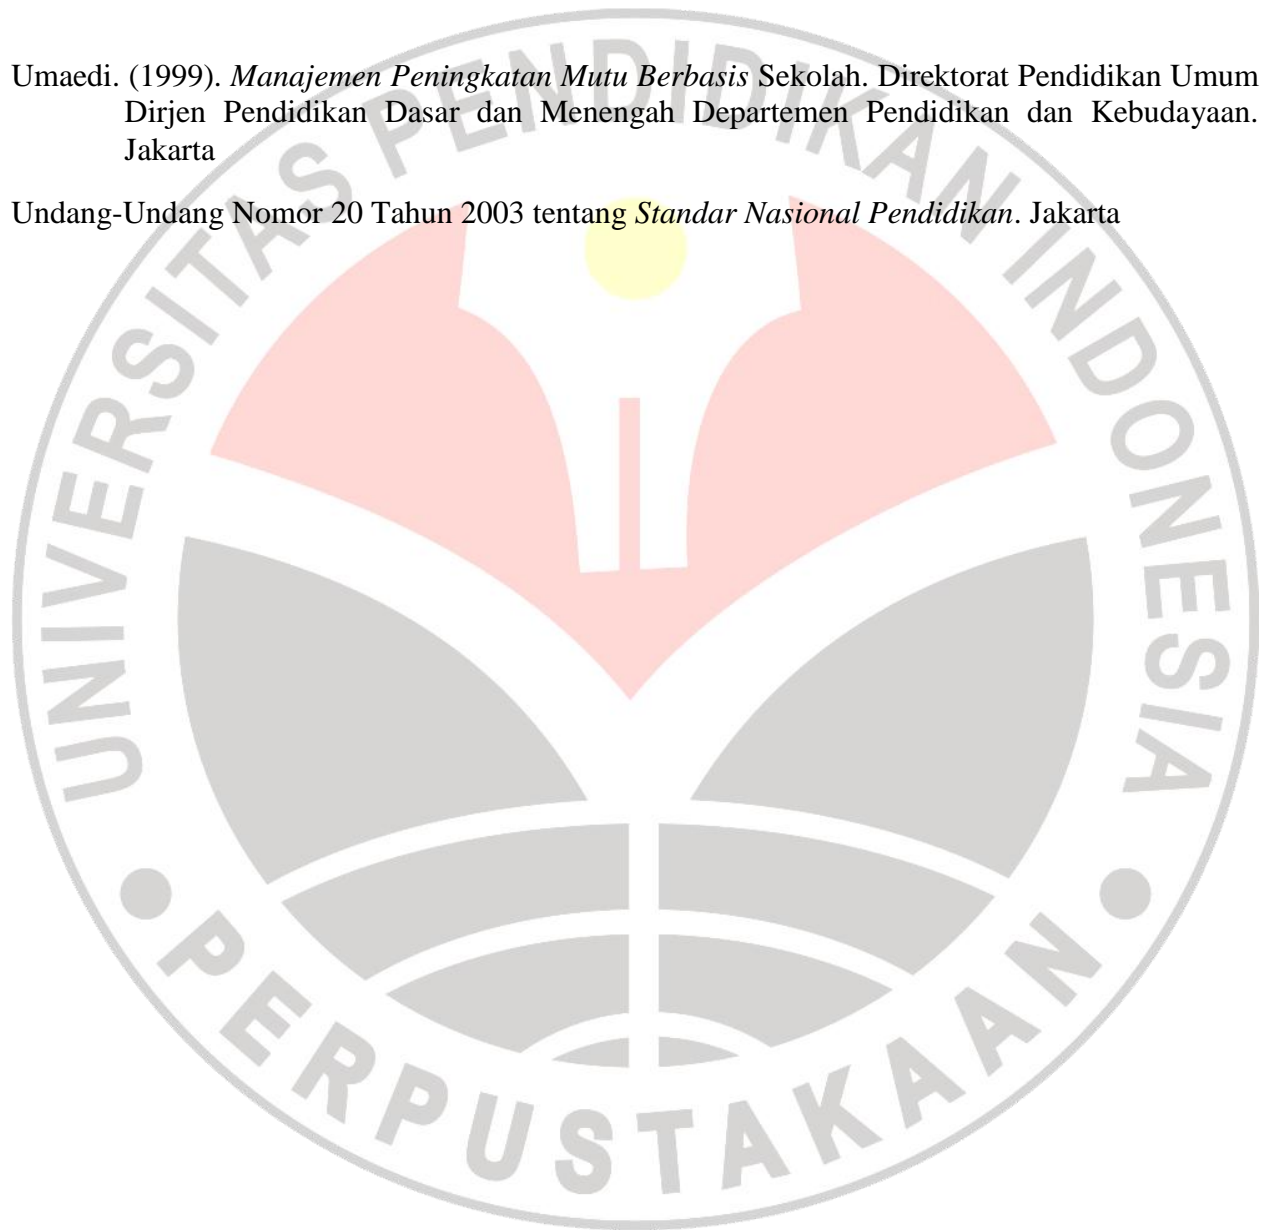 Umaedi. (1999). Manajemen Peningkatan Mutu Berbasis Sekolah. Direktorat Pendidikan Umum
Dirjen Pendidikan Dasar dan Menengah Departemen Pendidikan dan Kebudayaan.
Jakarta
Undang-Undang Nomor 20 Tahun 2003 tentang Standar Nasional Pendidikan. Jakarta
UNIVERSITAS PENDIDIKAN INDONESIA
PERPUSTAKAAN